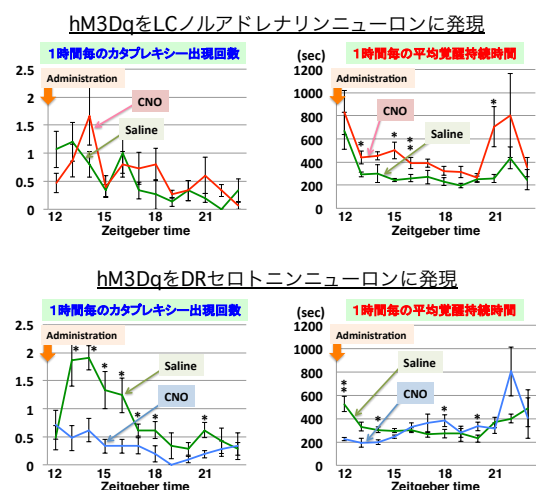 hM3DqをLCノルアドレナリンニューロンに発現
1時間毎のカタプレキシー出現回数
2.5
2
1.5
1
0.5
0
Administration
CNO
Saline
12
15
18
21
Zeitgeber time
1時間毎の平均覚醒持続時間
(sec)
1200
1000
800
600
400
200
0
Administration
CNO
Saline
*
*
*
*
*
12
15
18
21
Zeitgeber time
hM3DqをDRセロトニンニューロンに発現
1時間毎のカタプレキシー出現回数
2.5
2
1.5
1
0.5
0
Administration
Saline
CNO
*
*
*
*
*
*
*
12
15
18
21
Zeitgeber time
1時間毎の平均覚醒持続時間
(sec)
1200
1000
800
600
400
200
0
Administration
Saline
CNO
*
*
*
*
*
12
15
18
21
Zeitgeber time